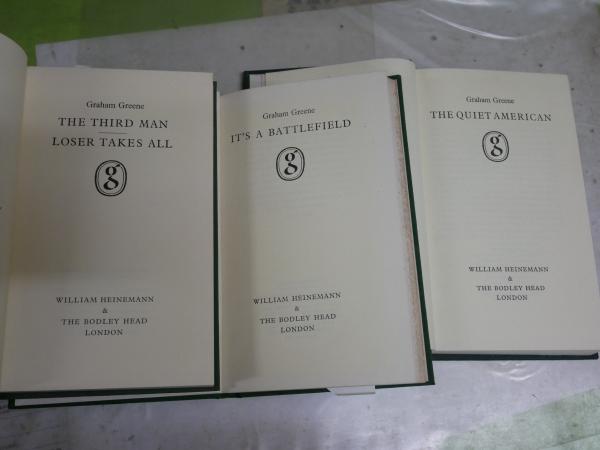 Graham Greene
THE THIRD MAN
LOSER TAKES ALL
g
WILLIAM HEINEMANN
&
THE BODLEY HEAD
LONDON
Graham Greene
IT'S A BATTLEFIELD
g
WILLIAM HEINEMANN
&
THE BODLEY HEAD
LONDON
Graham Greene
THE QUIET AMERICAN
g
WILLIAM HEINEMANN
&
THE BODLEY HEAD
LONDON